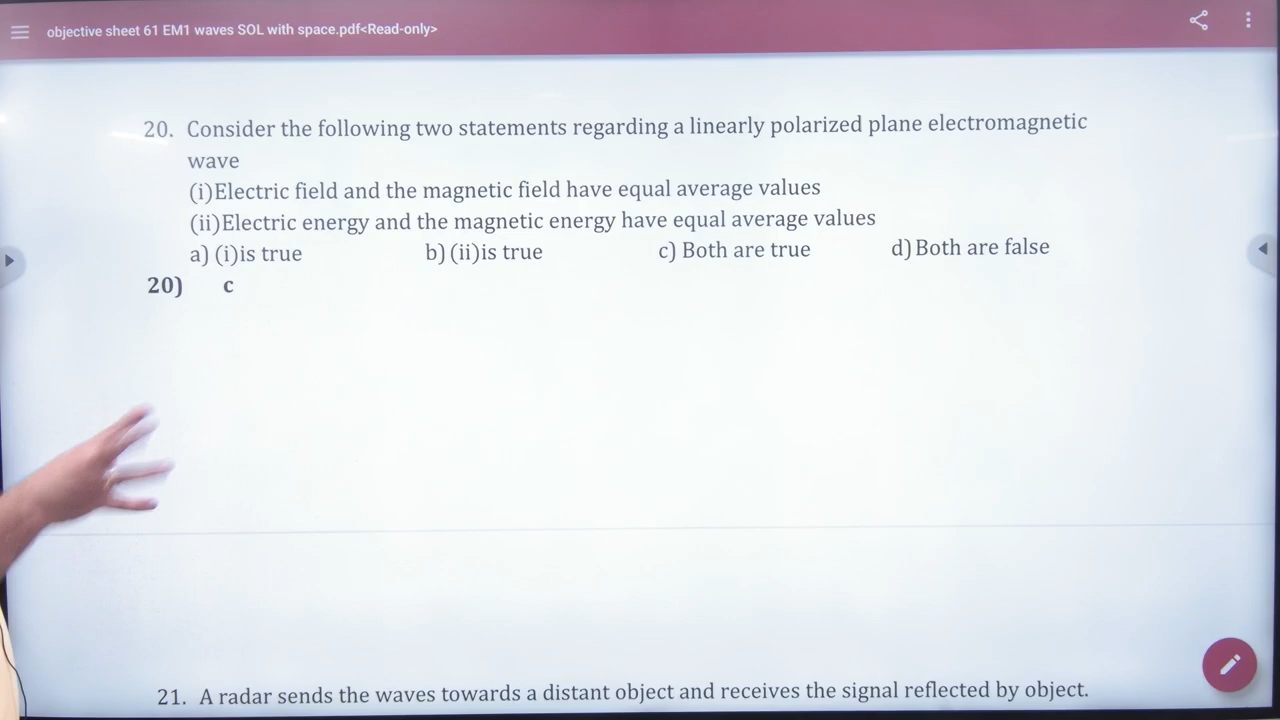 objective sheet 61 EM1 waves SOL with space.pdf<Read-only>
20. Consider the following two statements regarding a linearly polarized plane electromagnetic
wave
(i)Electric field and the magnetic field have equal average values
(ii)Electric energy and the magnetic energy have equal average values
a) (i)is true b) (ii)is true c) Both are true d) Both are false
20) c
21. A radar sends the waves towards a distant object and receives the signal reflected by object.